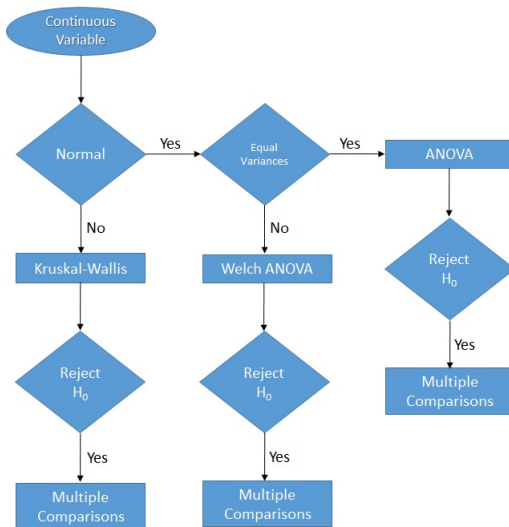 Continuous
Variable
Normal
Yes
Equal
Variances
Yes
ANOVA
No
No
Kruskal-Wallis
Welch ANOVA
Reject
H₀
Yes
Multiple
Comparisons
Reject
H₀
Reject
H₀
Yes
Yes
Multiple
Comparisons
Multiple
Comparisons